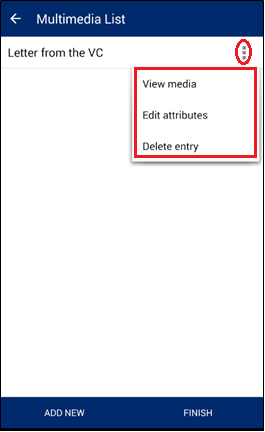 Multimedia List
Letter from the VC
View media
Edit attributes
Delete entry
ADD NEW FINISH